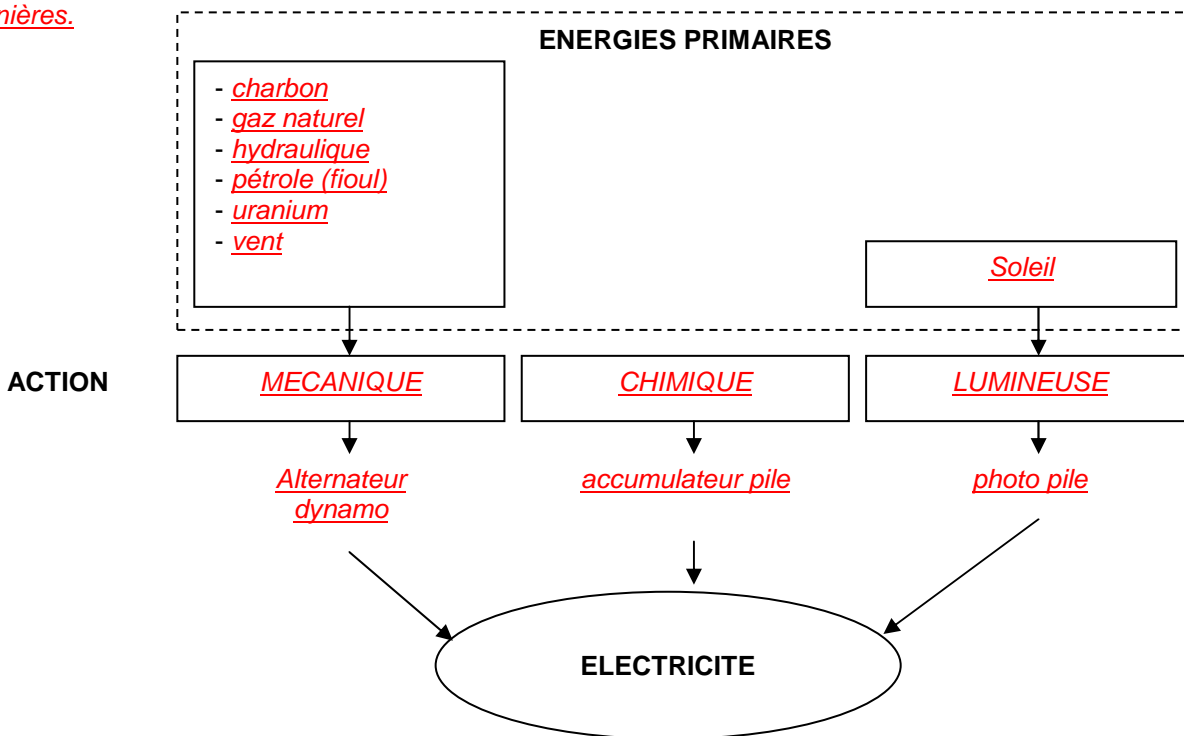 nières.
ENERGIES PRIMAIRES
- charbon
- gaz naturel
- hydraulique
- pétrole (fioul)
- uranium
- vent
Soleil
ACTION
MECANIQUE
CHIMIQUE
LUMINEUSE
Alternateur
dynamo
accumulateur pile
photo pile
ELECTRICITE